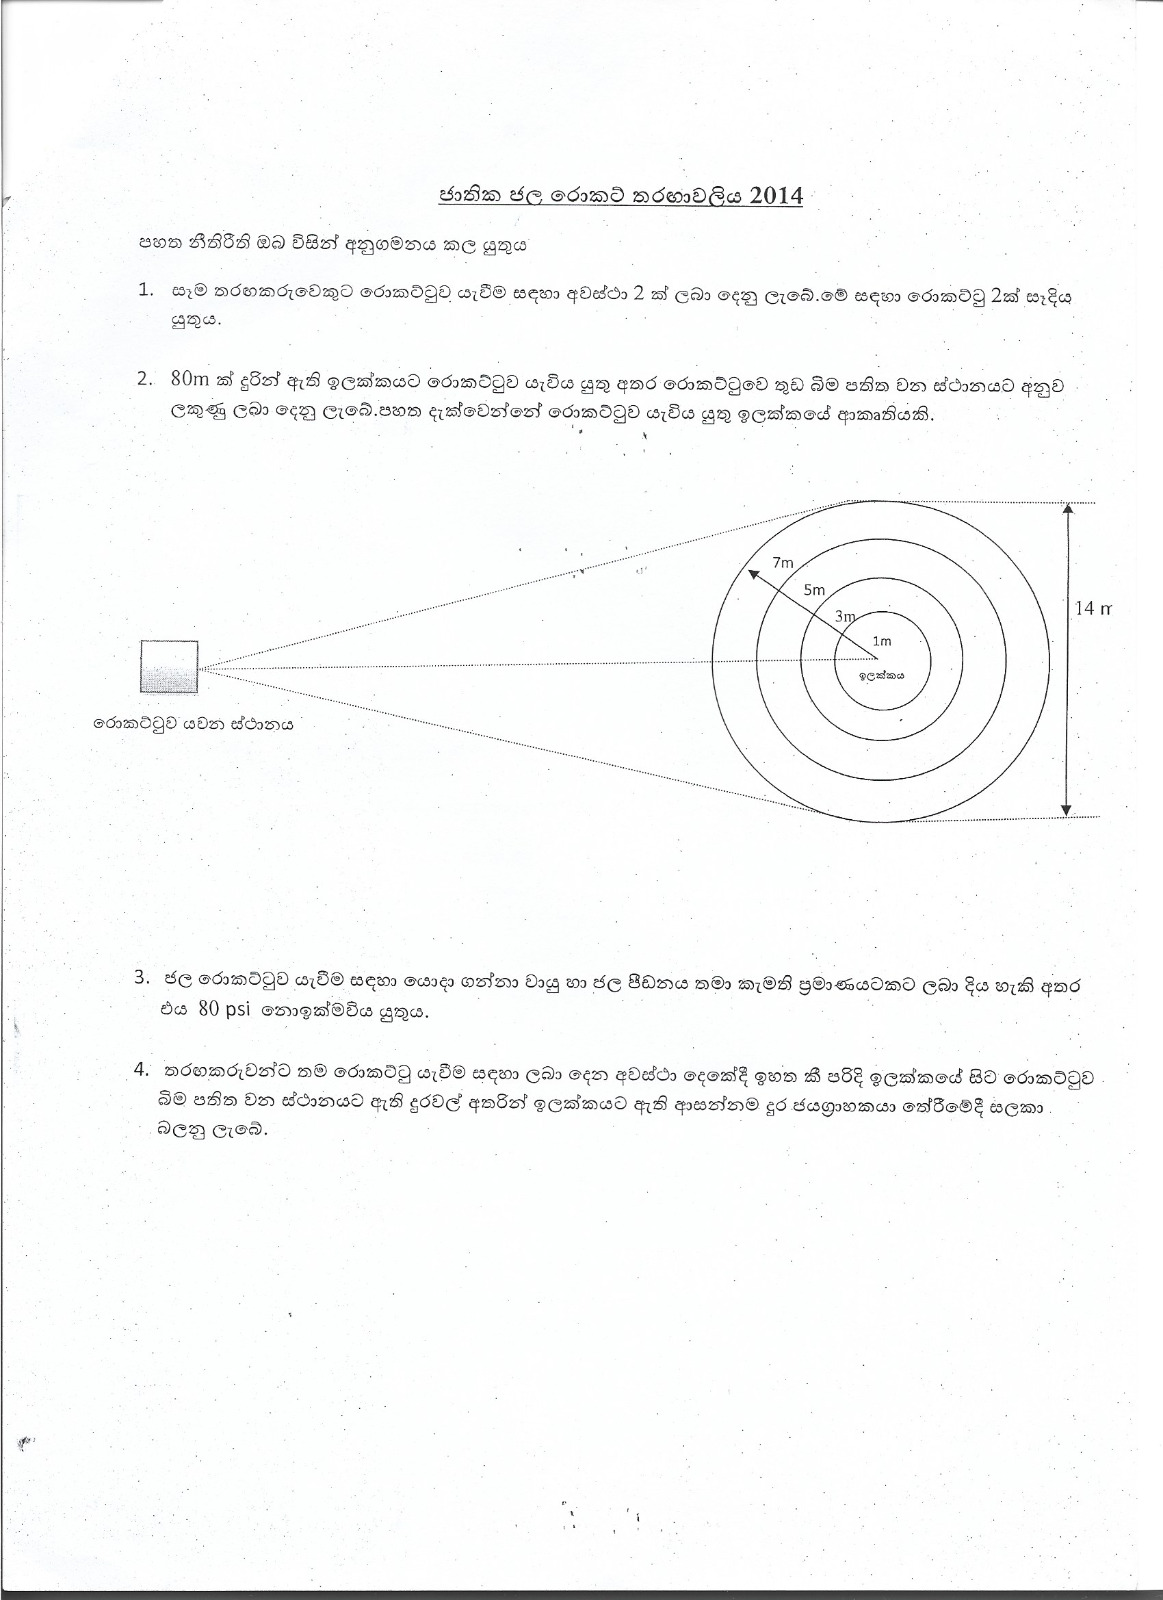 ජාතික ජල රොකට් තරඟාවලිය 2014
පහත නීතිරීති ඔබ විසින් අනුගමනය කල යුතුය
1. සෑම තරඟකරුවෙකුට රොකට්ටුව යැවීම සඳහා අවස්ථා 2 ක් ලබා දෙනු ලැබේ.මේ සඳහා රොකට්ටු 2ක් සෑදිය
යුතුය.
2. 80m ක් දුරින් ඇති ඉලක්කයට රොකට්ටුව යැවිය යුතු අතර රොකට්ටුවෙ තුඩ බිම පතිත වන ස්ථානයට අනුව
ලකුණු ලබා දෙනු ලැබේ.පහත දැක්වෙන්නේ රොකට්ටුව යැවිය යුතු ඉලක්කයේ ආකෘතියකි.
7m
5m
3m
1m
ඉලක්කය
14 m
රොකට්ටුව යවන ස්ථානය
3. ජල රොකට්ටුව යැවීම සඳහා යොදා ගන්නා වායු හා ජල පීඩනය තමා කැමති ප්‍රමාණයටකට ලබා දිය හැකි අතර
එය 80 psi නොඉක්මවිය යුතුය.
4. තරඟකරුවන්ට තම රොකට්ටු යැවීම සඳහා ලබා දෙන අවස්ථා දෙකේදී ඉහත කී පරිදි ඉලක්කයේ සිට රොකට්ටුව
බිම පතිත වන ස්ථානයට ඇති දුරවල් අතරින් ඉලක්කයට ඇති ආසන්නම දුර ජයග්‍රාහකයා තේරීමේදී සලකා
බලනු ලැබේ.